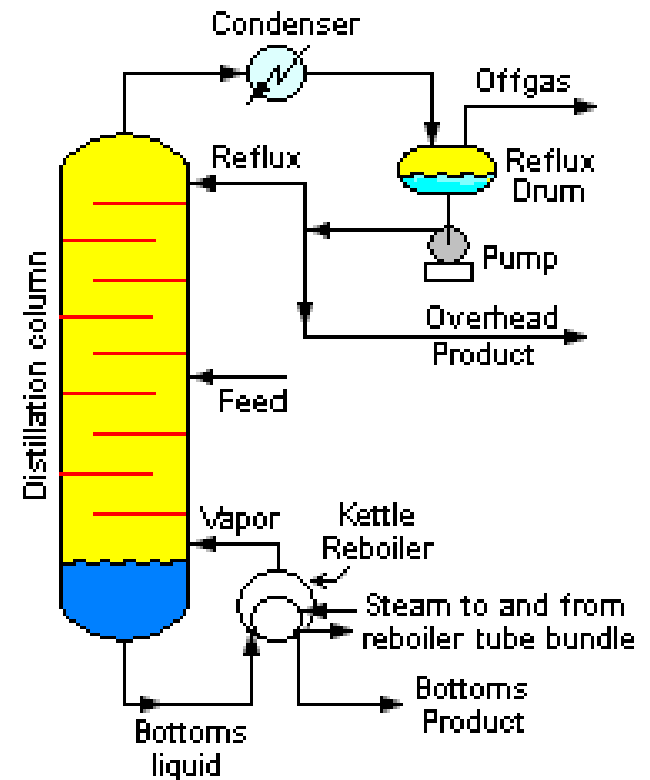 Condenser
Offgas
Reflux
Reflux
Drum
Pump
Overhead
Product
Distillation column
Feed
Vapor
Kettle
Reboiler
Steam to and from
reboiler tube bundle
Bottoms
Product
Bottoms
liquid